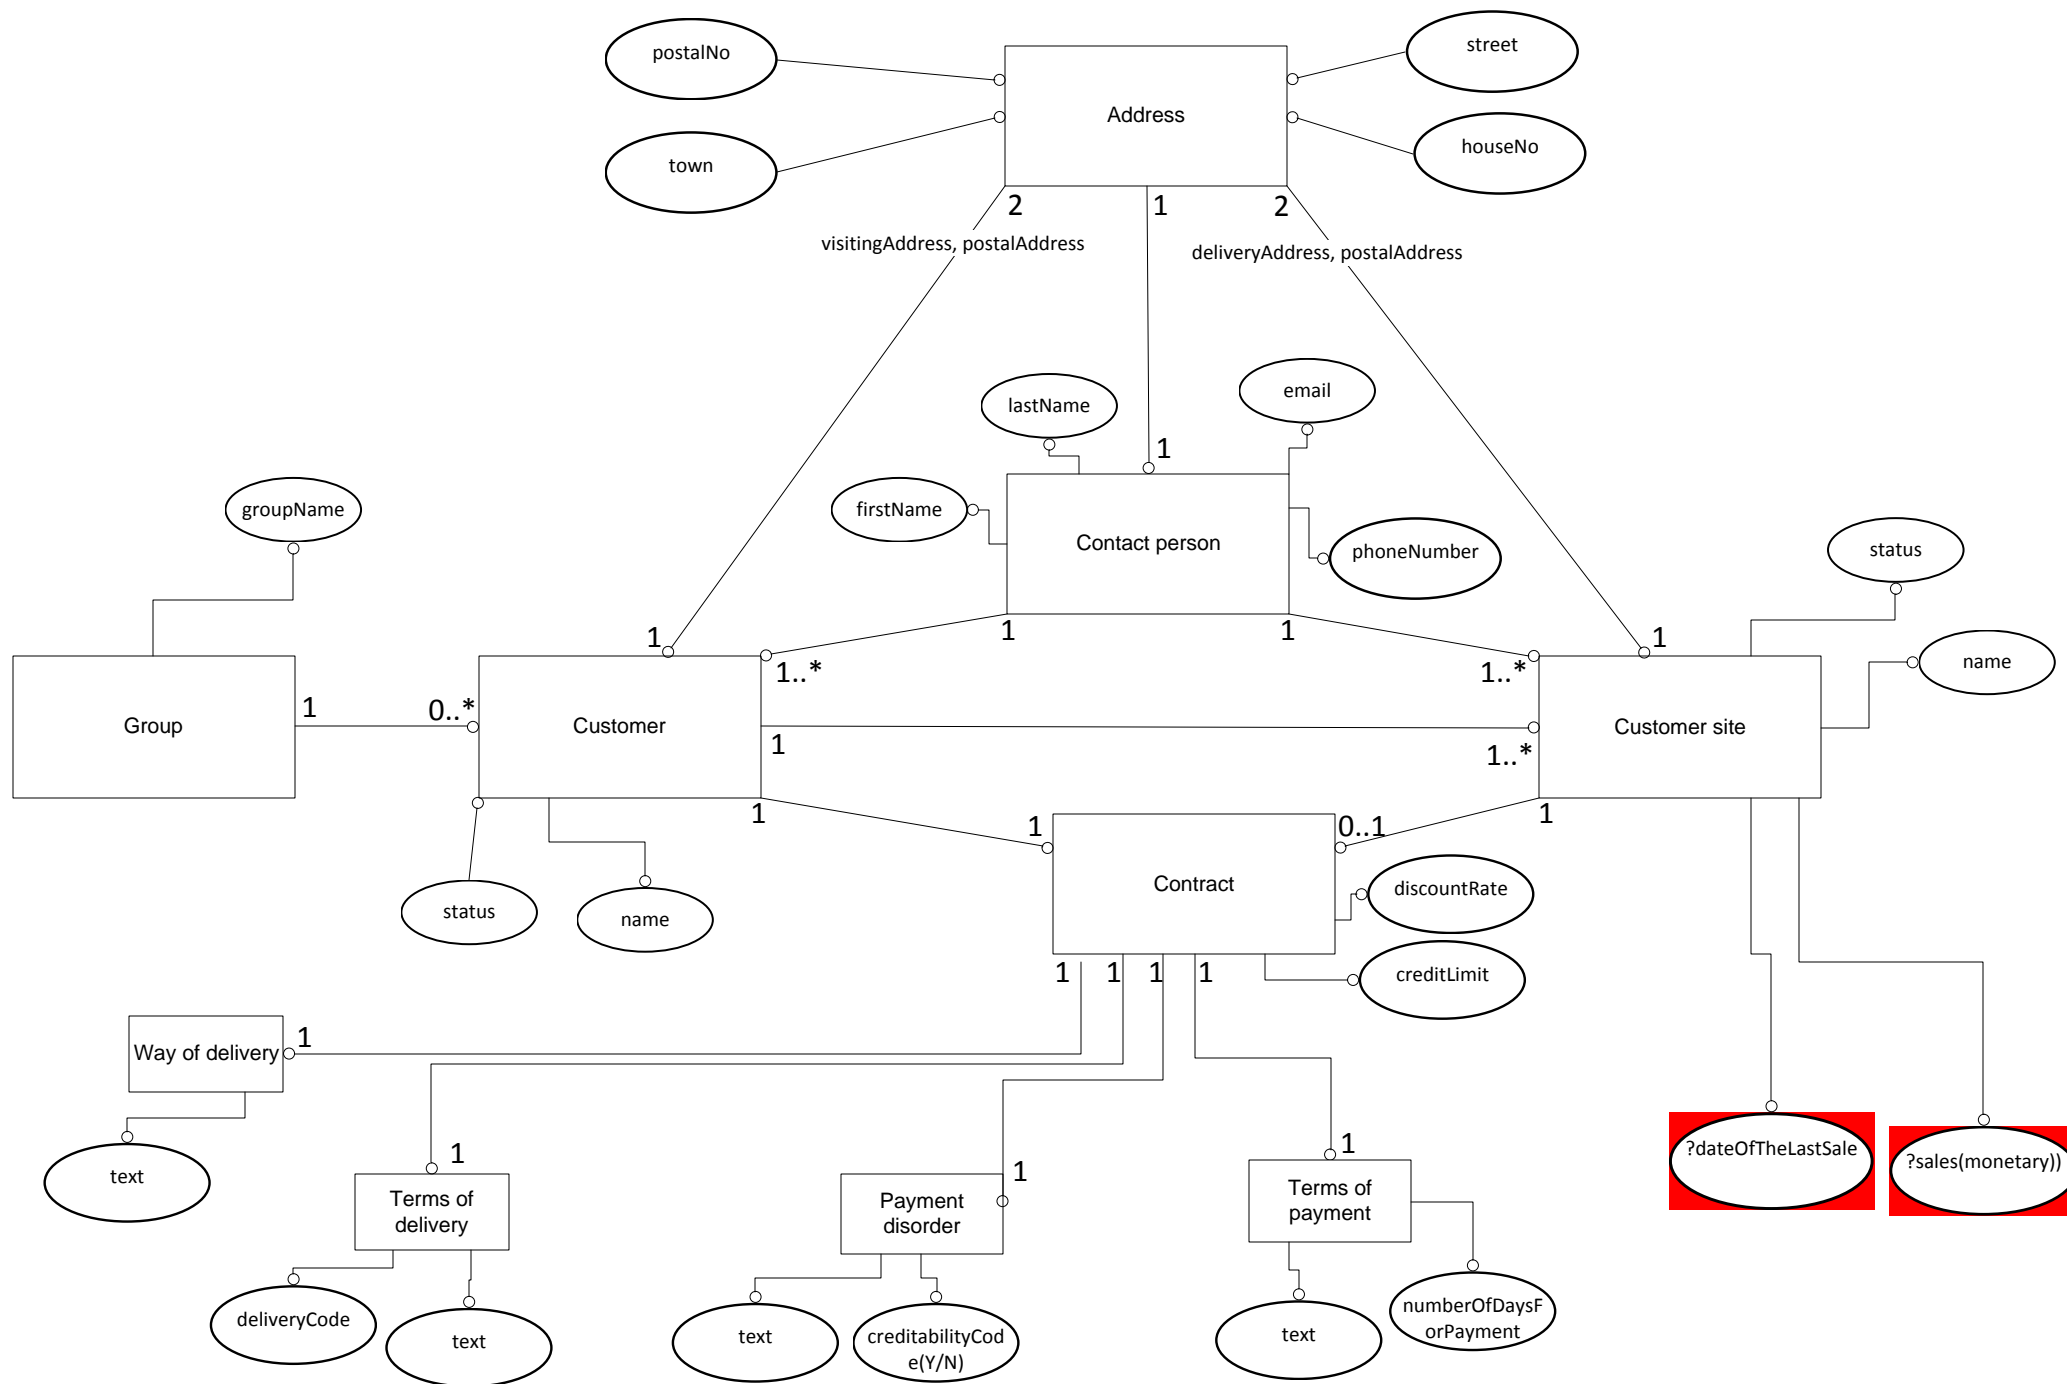 postalNo
street
Address
town
houseNo
2
1
2
visitingAddress, postalAddress
deliveryAddress, postalAddress
email
lastName
1
groupName
firstName
Contact person
phoneNumber
status
1
1
1
1
1..*
1..*
name
Group
1
0..*
Customer
1
Customer site
1..*
1
1
0..1
1
Contract
discountRate
status
name
creditLimit
1
1
1
1
Way of delivery
1
text
1
1
1
?dateOfTheLastSale
?sales(monetary))
Terms of
delivery
Payment
disorder
Terms of
payment
deliveryCode
text
text
creditabilityCod
e(Y/N)
text
numberOfDaysF
orPayment